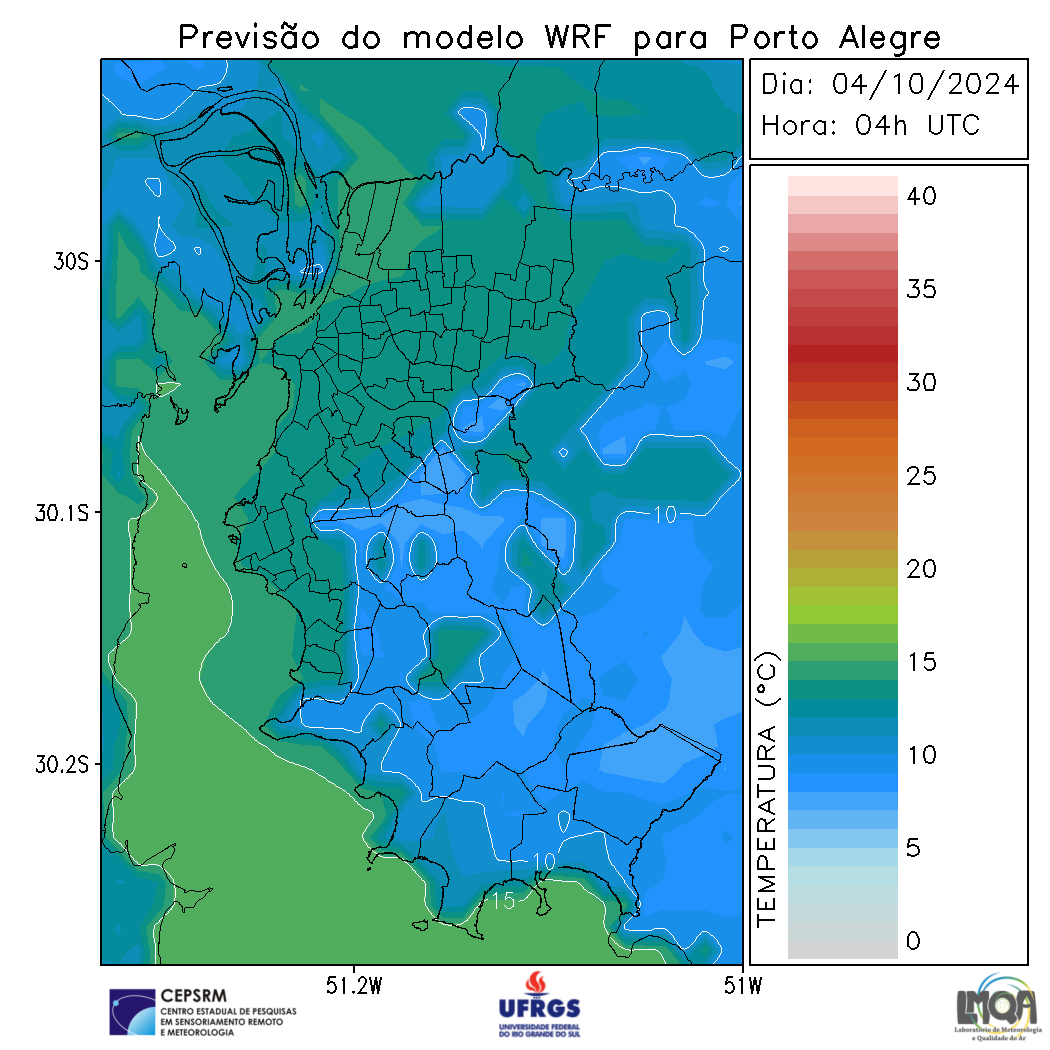 Previsão do modelo WRF para Porto Alegre
Dia: 04/10/2024
Hora: 04h UTC
40
35
30
25
20
15
10
5
0
TEMPERATURA (°C)
30S
30.1S
30.2S
10
10
15
51.2W
51W
CEPSRM
CENTRO ESTADUAL DE PESQUISAS
EM SENSORIAMENTO REMOTO
E METEOROLOGIA
UFRGS
UNIVERSIDADE FEDERAL
DO RIO GRANDE DO SUL
LMQA
Laboratório de Meteorologia
e Qualidade do Ar